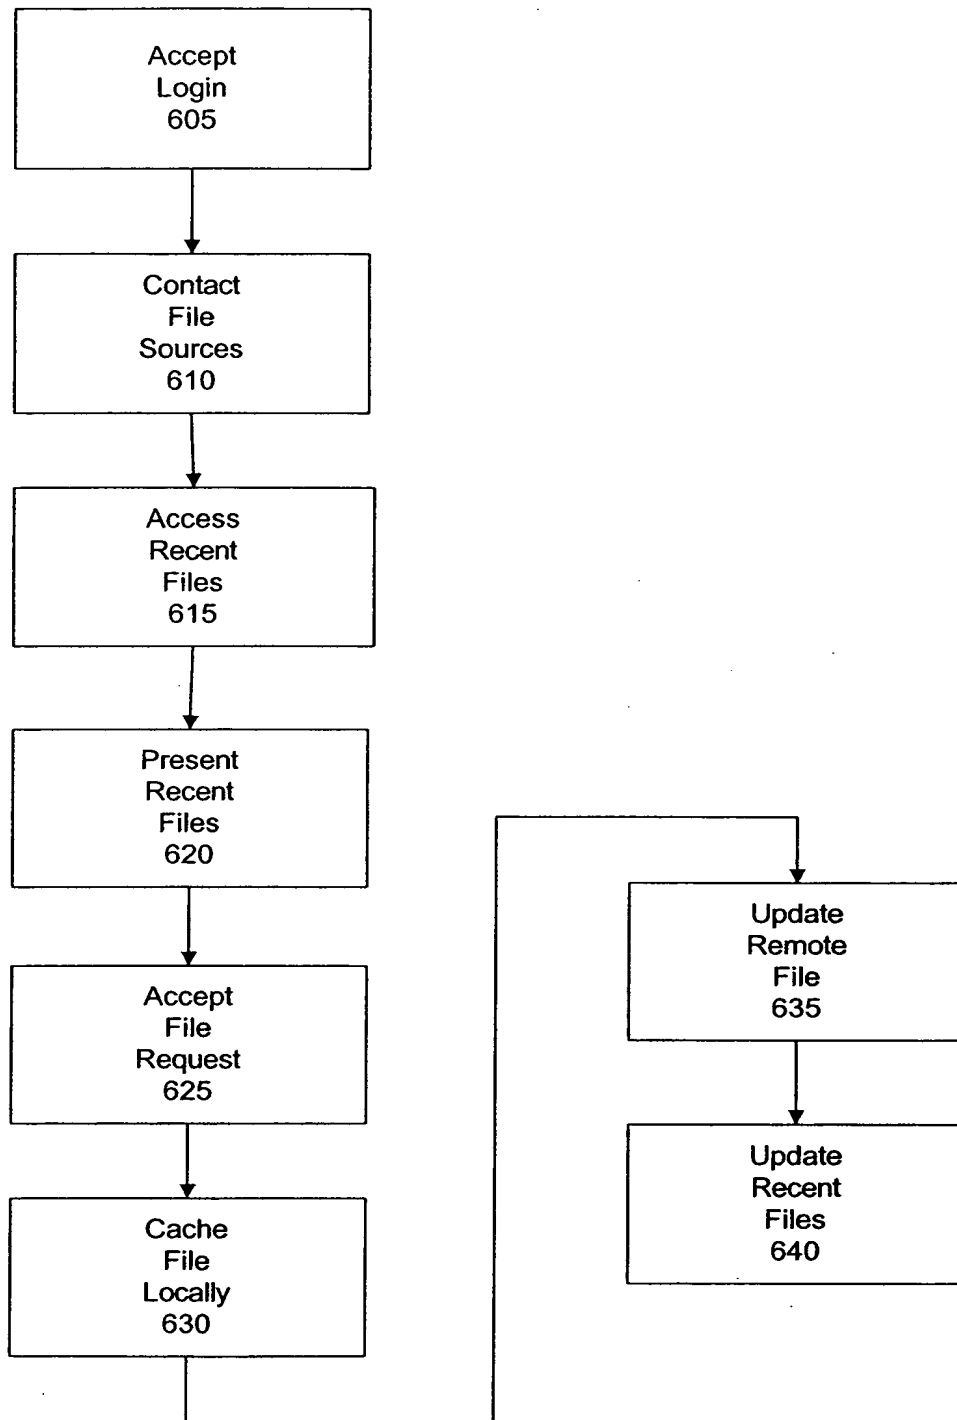 Accept
Login
605
Contact
File
Sources
610
Access
Recent
Files
615
Present
Recent
Files
620
Accept
File
Request
625
Cache
File
Locally
630
Update
Remote
File
635
Update
Recent
Files
640